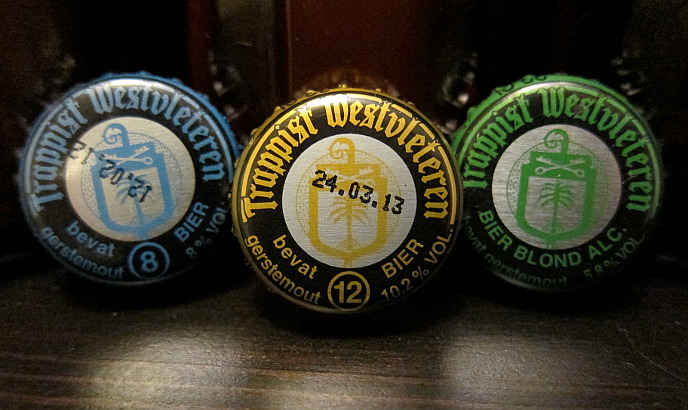 Trappist Westvleteren
bevat
gerstemout
8
BIER
8 % VOL.
Trappist Westvleteren
24.03.13
bevat
gerstemout
12
BIER
10,2 % VOL.
Trappist Westvleteren
BIER BLOND ALC.
bevat gerstemout 5.8 % VOL.